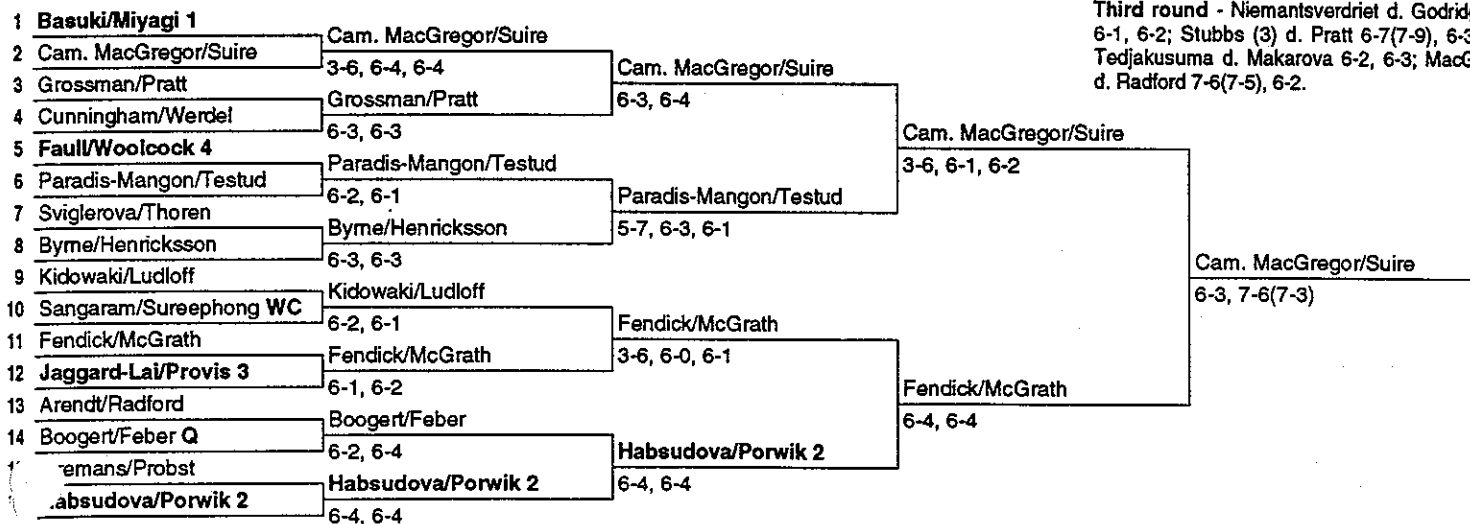 1 Basuki/Miyagi 1
2 Cam. MacGregor/Suire
3 Grossman/Pratt
4 Cunningham/Werdel
5 Faull/Woolcock 4
6 Paradis-Mangon/Testud
7 Sviglerova/Thoren
8 Byrne/Henricksson
9 Kidowaki/Ludloff
10 Sangaram/Sureephong WC
11 Fendick/McGrath
12 Jaggard-Lai/Provis 3
13 Arendt/Radford
14 Boogert/Feber Q
emans/Probst
absudova/Porwik 2
Cam. MacGregor/Suire
3-6, 6-4, 6-4
Grossman/Pratt
6-3, 6-3
Paradis-Mangon/Testud
6-2, 6-1
Byrne/Henricksson
6-3, 6-3
Kidowaki/Ludloff
6-2, 6-1
Fendick/McGrath
6-1, 6-2
Boogert/Feber
6-2, 6-4
Habsudova/Porwik 2
6-4, 6-4
Cam. MacGregor/Suire
6-3, 6-4
Paradis-Mangon/Testud
5-7, 6-3, 6-1
Fendick/McGrath
3-6, 6-0, 6-1
Habsudova/Porwik 2
6-4, 6-4
Cam. MacGregor/Suire
3-6, 6-1, 6-2
Fendick/McGrath
6-4, 6-4
Cam. MacGregor/Suire
6-3, 7-6(7-3)
Third round - Niemantsverdriet d. Godrid
6-1, 6-2; Stubbs (3) d. Pratt 6-7(7-9), 6-3
Tedjakusuma d. Makarova 6-2, 6-3; MacG
d. Radford 7-6(7-5), 6-2.